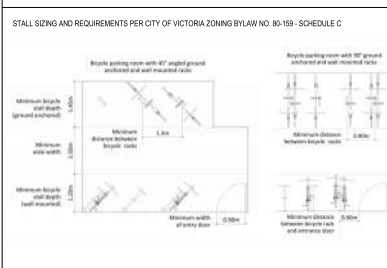 STALL SIZING AND REQUIREMENTS PER CITY OF VICTORIA ZONING BYLAW NO. 80-159 - SCHEDULE C
Bicycle parking room with 45° angled ground
anchored and wall mounted racks
Minimum bicycle
stall depth
(ground anchored)
1.45m
Minimum
distance between
bicycle racks
1.3m
Minimum
aisle width
1.50m
Minimum bicycle
stall depth
(wall mounted)
1.20m
Minimum width
of entry door
0.90m
Bicycle parking room with 90° ground
anchored and wall mounted racks
Minimum distance
between bicycle racks
0.40m
Minimum distance
between bicycle rack
and entrance door
0.60m